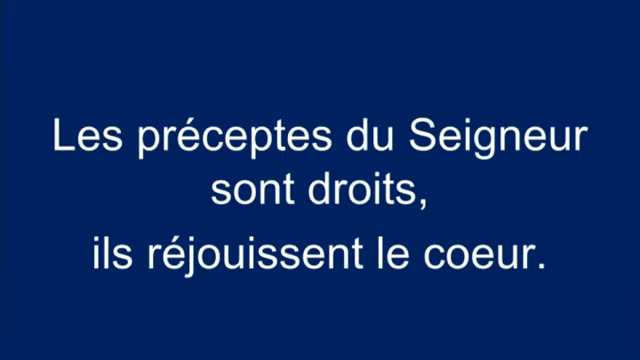 Les préceptes du Seigneur
sont droits,
ils réjouissent le coeur.